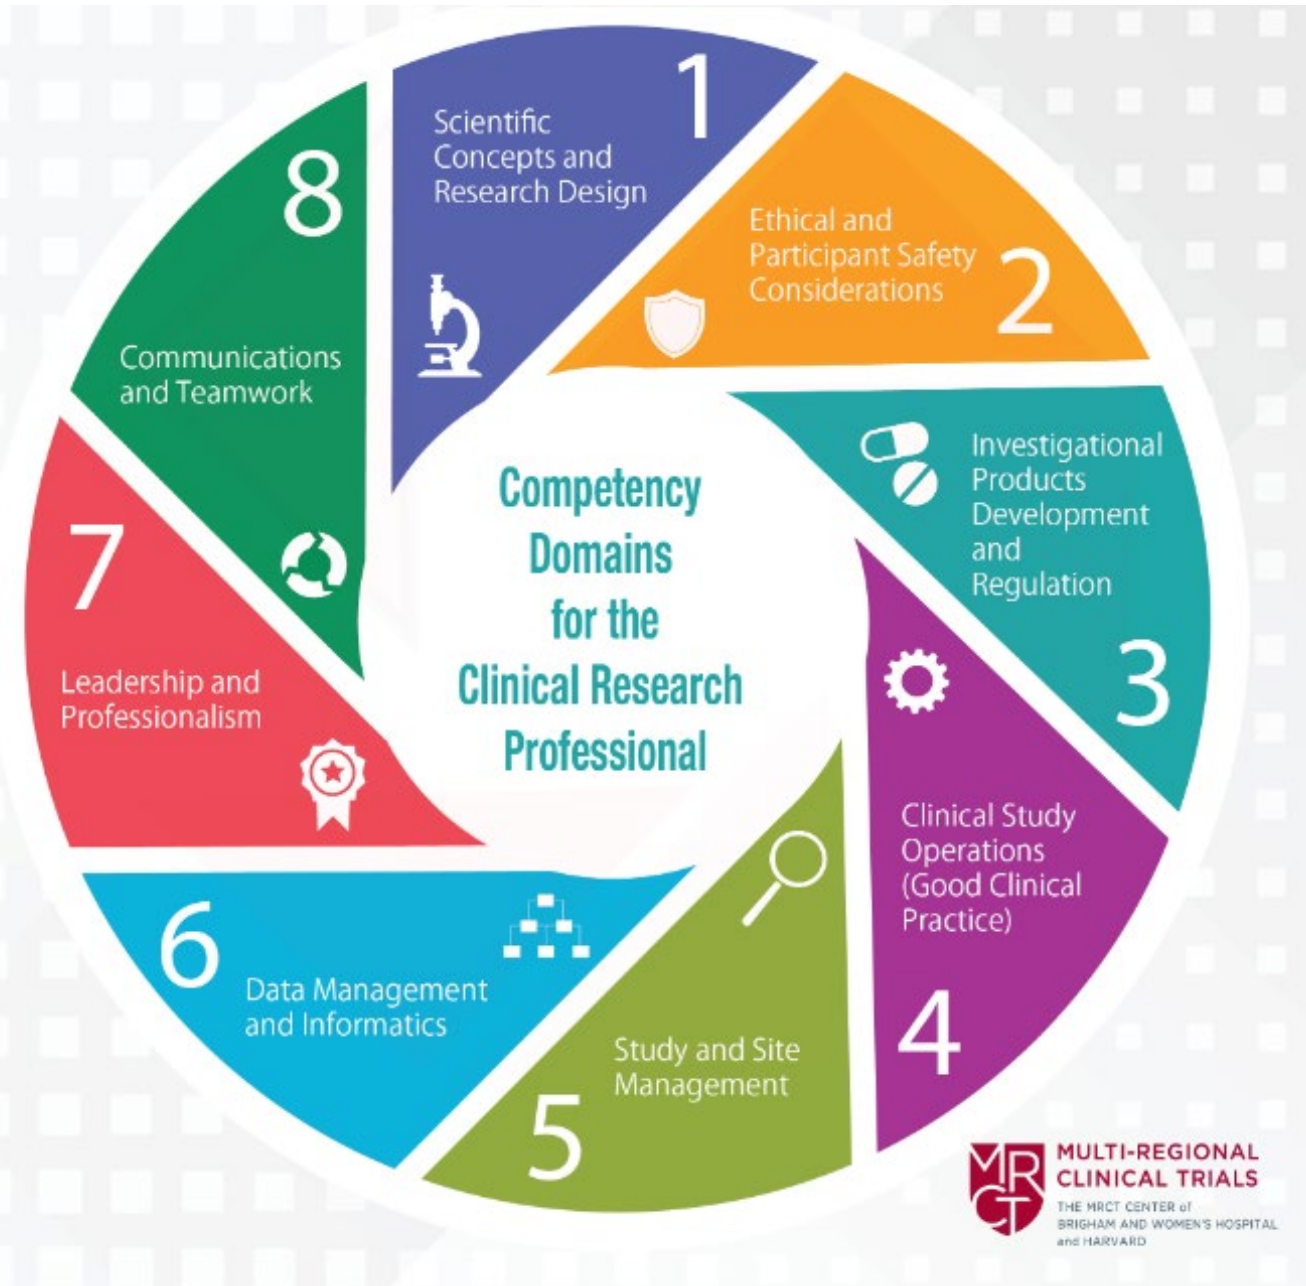 1
Scientific
Concepts and
Research Design
2
Ethical and
Participant Safety
Considerations
3
Investigational
Products
Development
and
Regulation
4
Clinical Study
Operations
(Good Clinical
Practice)
5
Study and Site
Management
6
Data Management
and Informatics
7
Leadership and
Professionalism
8
Communications
and Teamwork
Competency
Domains
for the
Clinical Research
Professional
MR
CT
MULTI-REGIONAL
CLINICAL TRIALS
THE MRCT CENTER of
BRIGHAM AND WOMEN'S HOSPITAL
and HARVARD